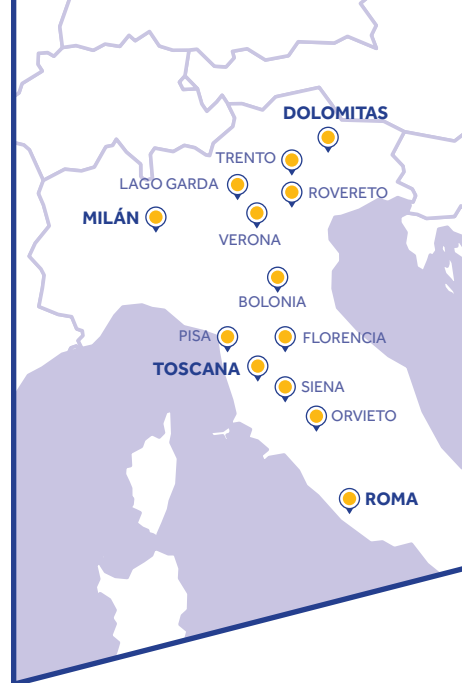 DOLOMITAS
TRENTO
LAGO GARDA
ROVERETO
MILÁN
VERONA
BOLONIA
PISA
FLORENCIA
TOSCANA
SIENA
ORVIETO
ROMA